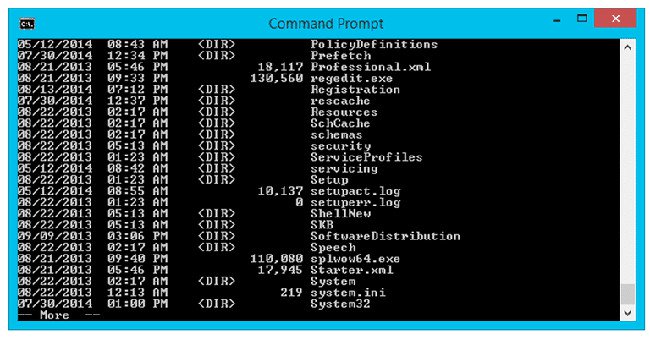 Command Prompt
05/12/2014 08:43 AM <DIR> PolicyDefinitions
07/30/2014 12:34 PM <DIR> Prefetch
08/21/2013 05:46 PM 18,117 Professional.xml
08/21/2013 09:33 PM 130,560 regedit.exe
08/13/2014 07:12 PM <DIR> Registration
07/30/2014 12:37 PM <DIR> rescache
08/22/2013 02:17 AM <DIR> Resources
08/22/2013 02:17 AM <DIR> SchCache
08/22/2013 02:17 AM <DIR> schemas
08/22/2013 05:13 AM <DIR> security
08/22/2013 01:23 AM <DIR> ServiceProfiles
05/12/2014 08:42 AM <DIR> servicing
08/22/2013 01:23 AM <DIR> Setup
05/12/2014 08:55 AM 10,137 setupact.log
08/22/2013 01:23 AM 0 setuperr.log
08/22/2013 05:13 AM <DIR> ShellNew
08/22/2013 05:13 AM <DIR> SKB
09/09/2013 03:06 PM <DIR> SoftwareDistribution
08/22/2013 02:17 AM <DIR> Speech
08/21/2013 09:40 PM 110,080 splwow64.exe
08/21/2013 05:46 PM 17,945 Starter.xml
08/22/2013 02:17 AM <DIR> System
08/22/2013 12:13 AM 219 system.ini
07/30/2014 01:00 PM <DIR> System32
-- More --